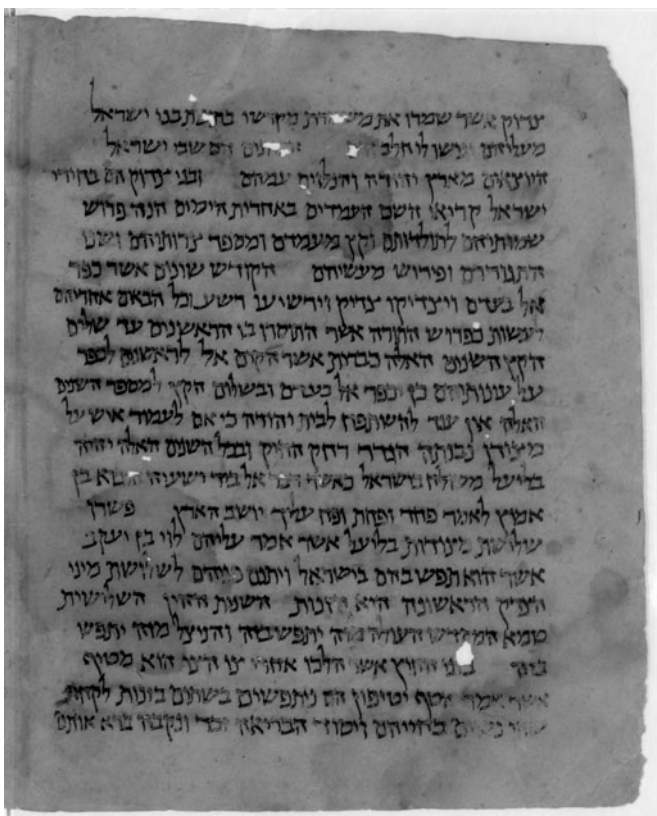 צדוק אשר שמרו את משמרת מקדשו בתעות בני ישראל
מעליהם יגישו לי חלב הם שבי ישראל
היוצאים מארץ יהודה והנלוים עמהם ובני צדוק הם בחירי
ישראל קריאי השם העמדים באחרית הימים הנה פרוש
שמותיהם לתולדותם וקץ מעמדם ומספר צרותיהם ושני
התגוררם ופירוש מעשיהם הקודש שונים אשר כפר
אל בעדם ויצדיקו צדיק וירשיעו רשע וכל הבאים אחריהם
לעשות כפרוש התורה אשר התוסרו בו הראשנים עד שלים
הקץ השנים האלה כברית אשר הקים אל לראשנים לכפר
על עונותיהם כן יכפר אל בעדם ובשלום הקץ למספר השנים
האלה אין עוד להשתפח לבית יהודה כי אם לעמוד איש על
מצודו נבנתה הגדר רחק החוק ובכל השנים האלה יהיה
בליעל משולח בישראל כאשר דבר אל ביד ישעיה הנביא בן
אמוץ לאמר פחד ופחת ופח עליך יושב הארץ פשרו
שלושת מצודות בליעל אשר אמר עליהם לוי בן יעקב
אשר הוא תפש בהם בישראל ויתנם פניהם לשלושת מיני
הצדק הראשונה היא הזנות השנית ההין השלישית
טמא המקדש העולה מזה יתפש בזה והניצל מזה יתפש
בזה בוני החיץ אשר הלכו אחרי צו הצו הוא מטיף
אשר אמר הטף יטיפון הם ניתפשים בשתים בזנות לקחת
שתי נשים בחייהם ויסוד הבריאה זכר ונקבה ברא אותם